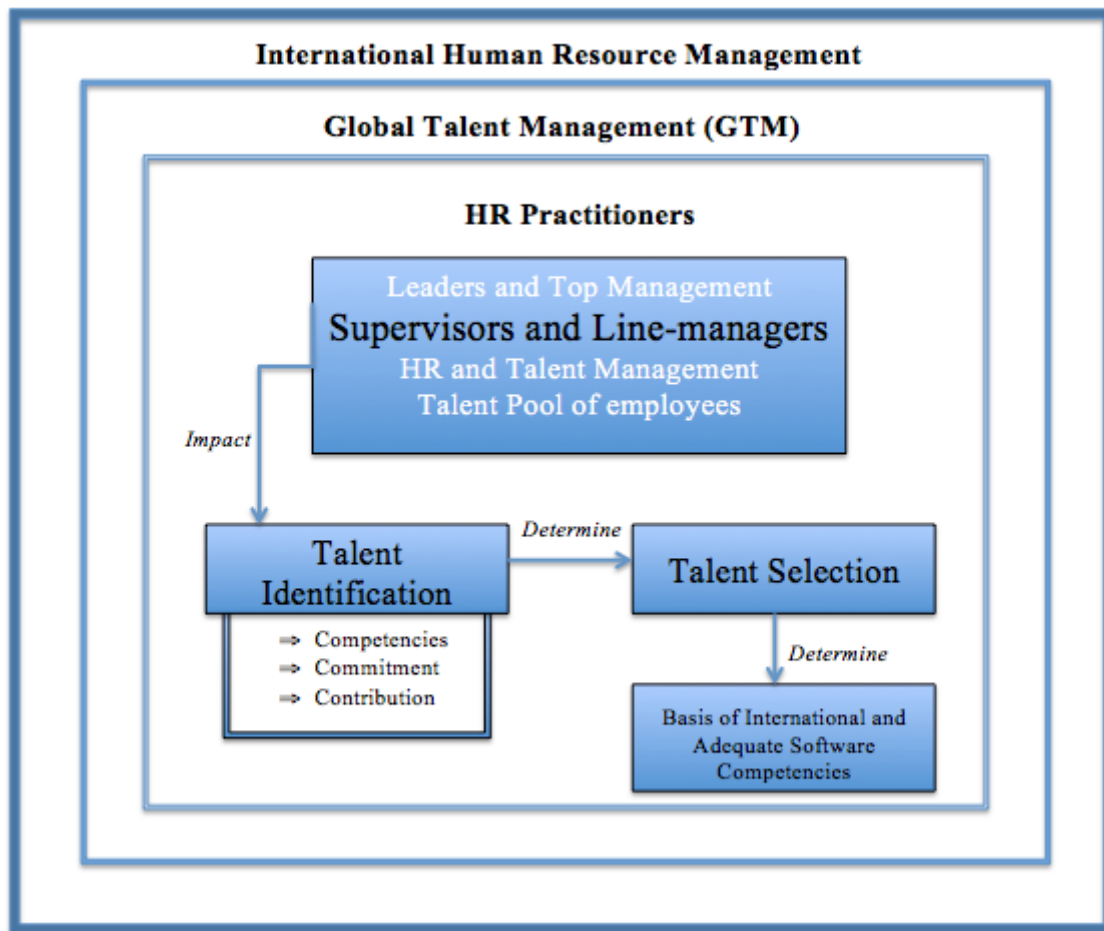 International Human Resource Management
Global Talent Management (GTM)
HR Practitioners
Leaders and Top Management
Supervisors and Line-managers
HR and Talent Management
Talent Pool of employees
Impact
Talent
Identification
⇒ Competencies
⇒ Commitment
⇒ Contribution
Determine
Talent Selection
Determine
Basis of International and
Adequate Software
Competencies